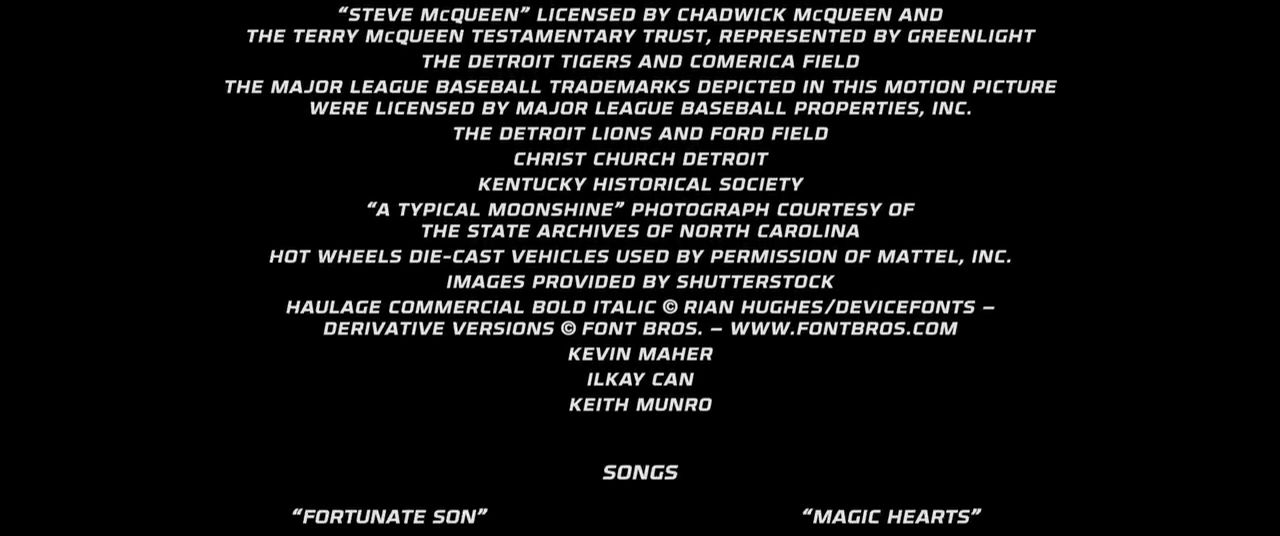 “STEVE McQUEEN” LICENSED BY CHADWICK McQUEEN AND
THE TERRY McQUEEN TESTAMENTARY TRUST, REPRESENTED BY GREENLIGHT
THE DETROIT TIGERS AND COMERICA FIELD
THE MAJOR LEAGUE BASEBALL TRADEMARKS DEPICTED IN THIS MOTION PICTURE
WERE LICENSED BY MAJOR LEAGUE BASEBALL PROPERTIES, INC.
THE DETROIT LIONS AND FORD FIELD
CHRIST CHURCH DETROIT
KENTUCKY HISTORICAL SOCIETY
“A TYPICAL MOONSHINE” PHOTOGRAPH COURTESY OF
THE STATE ARCHIVES OF NORTH CAROLINA
HOT WHEELS DIE-CAST VEHICLES USED BY PERMISSION OF MATTEL, INC.
IMAGES PROVIDED BY SHUTTERSTOCK
HAULAGE COMMERCIAL BOLD ITALIC © RIAN HUGHES/DEVICEFONTS –
DERIVATIVE VERSIONS © FONT BROS. – WWW.FONTBROS.COM
KEVIN MAHER
ILKAY CAN
KEITH MUNRO
SONGS
“FORTUNATE SON” “MAGIC HEARTS”